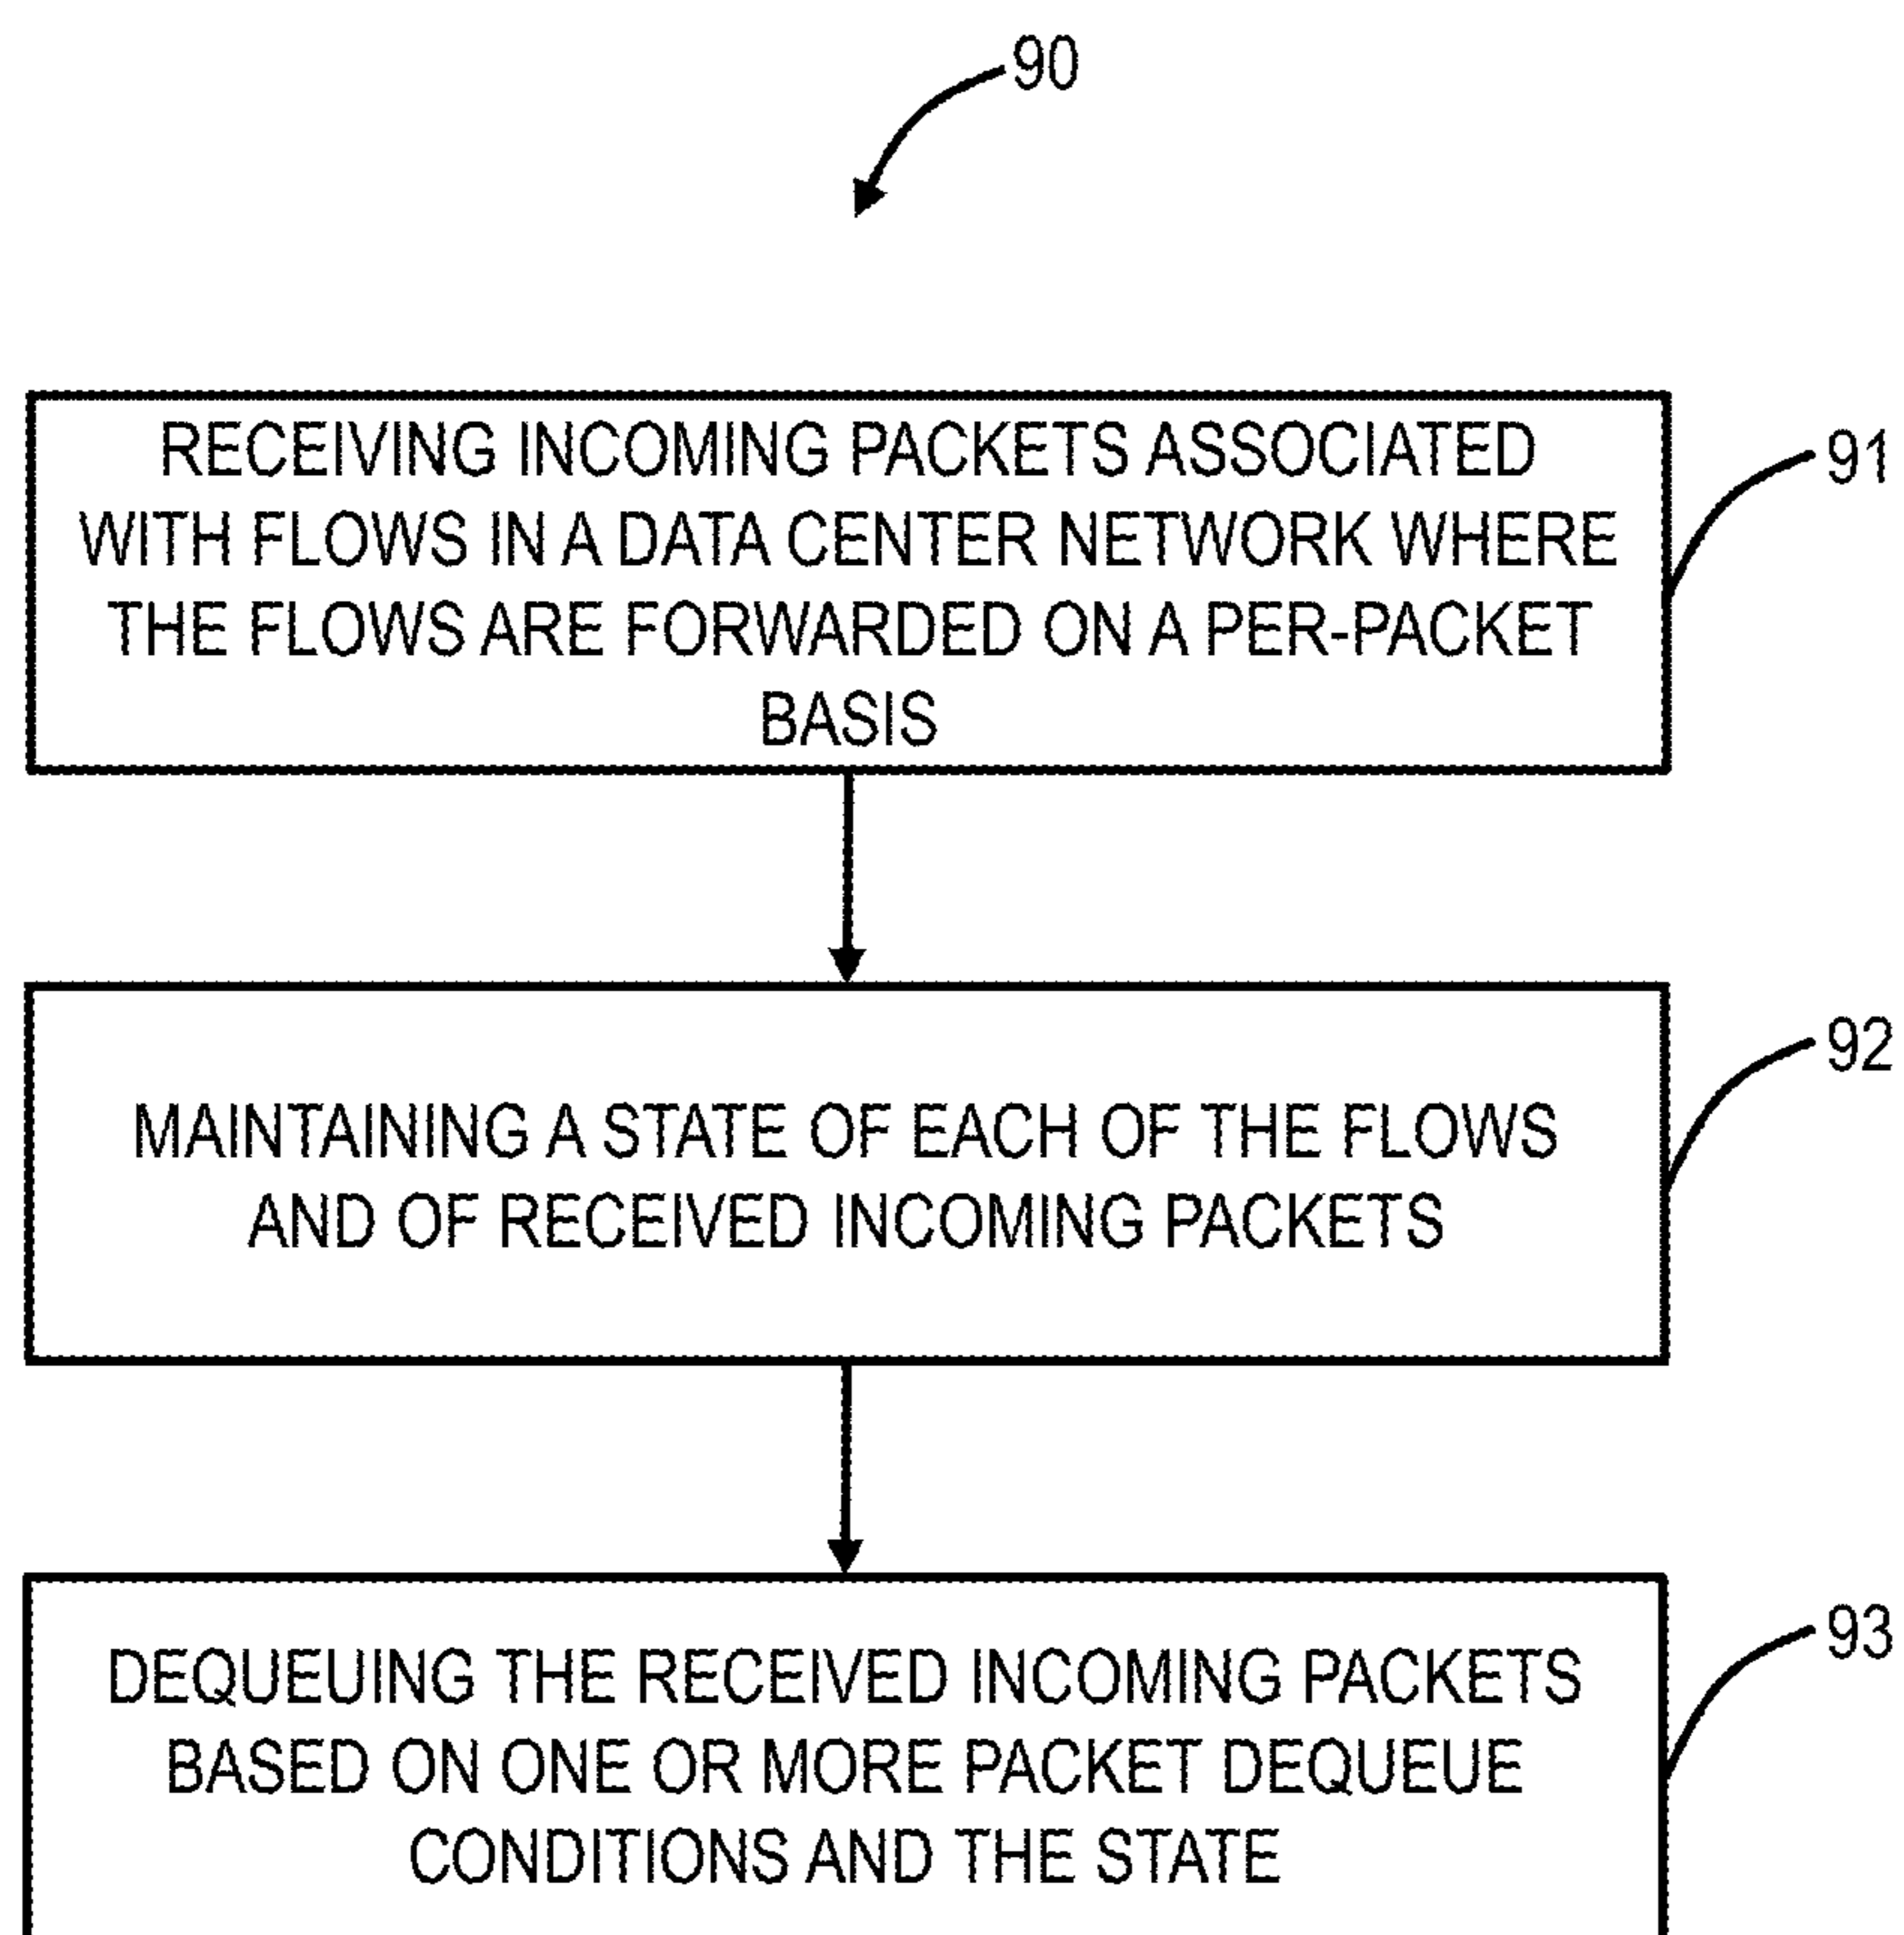 90
RECEIVING INCOMING PACKETS ASSOCIATED
WITH FLOWS IN A DATA CENTER NETWORK WHERE
THE FLOWS ARE FORWARDED ON A PER-PACKET
BASIS
91
MAINTAINING A STATE OF EACH OF THE FLOWS
AND OF RECEIVED INCOMING PACKETS
92
DEQUEUING THE RECEIVED INCOMING PACKETS
BASED ON ONE OR MORE PACKET DEQUEUE
CONDITIONS AND THE STATE
93